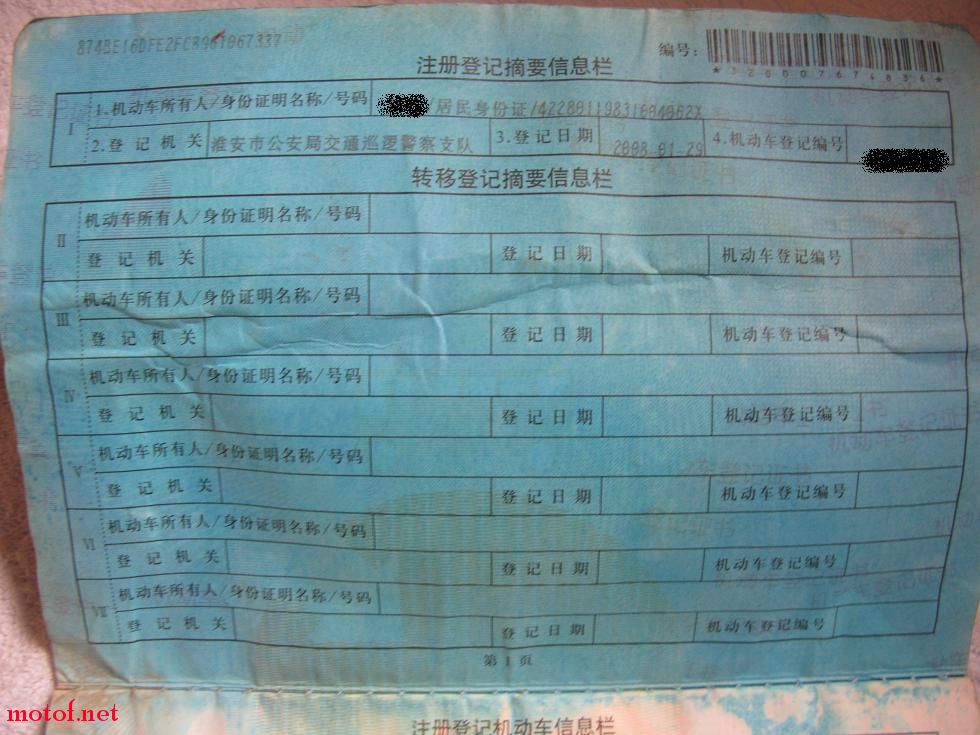 874BE16DFE2FC8961067337
编号:
*320007674836*
注册登记摘要信息栏
I
1.机动车所有人/身份证明名称/号码 居民身份证/42280119831004002X
2.登记机关 淮安市公安局交通巡逻警察支队 3.登记日期 2008-01-29 4.机动车登记编号
转移登记摘要信息栏
II
机动车所有人/身份证明名称/号码
登记机关 登记日期 机动车登记编号
III
机动车所有人/身份证明名称/号码
登记机关 登记日期 机动车登记编号
IV
机动车所有人/身份证明名称/号码
登记机关 登记日期 机动车登记编号
V
机动车所有人/身份证明名称/号码
登记机关 登记日期 机动车登记编号
VI
机动车所有人/身份证明名称/号码
登记机关 登记日期 机动车登记编号
VII
机动车所有人/身份证明名称/号码
登记机关 登记日期 机动车登记编号
第1页
motof.net
注册登记机动车信息栏